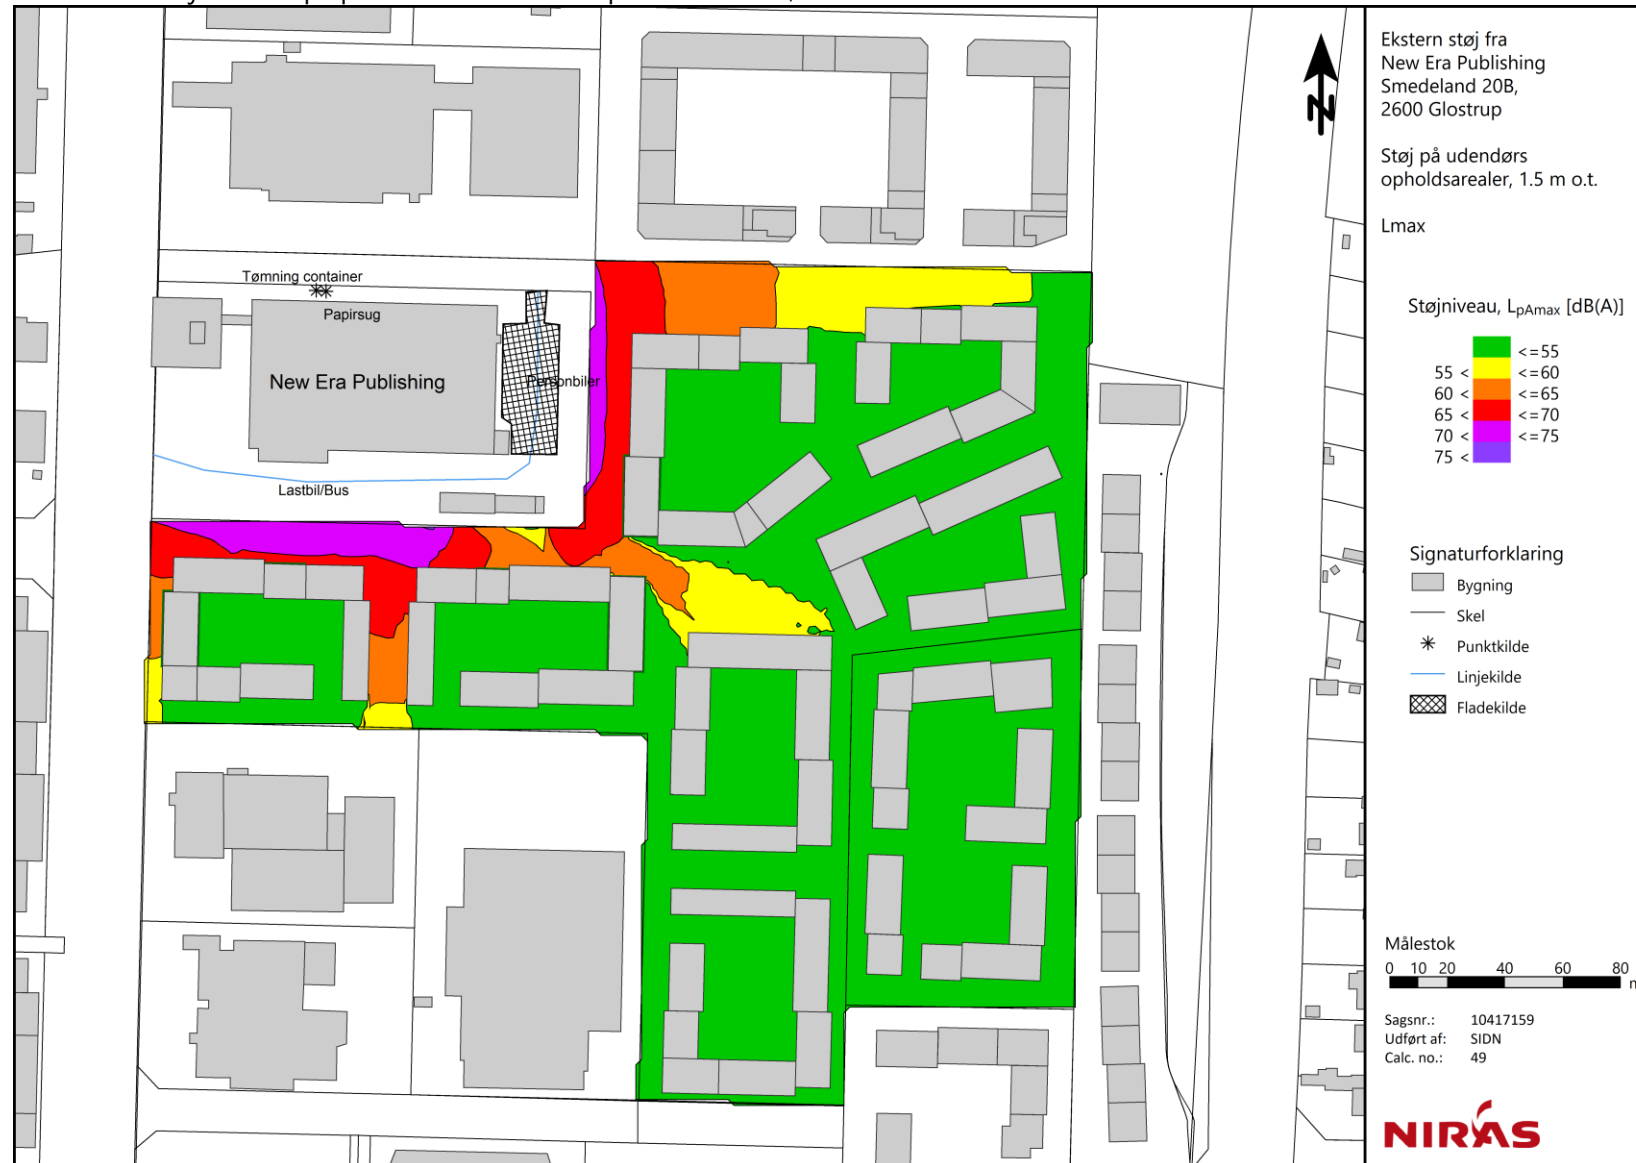 Tømning container
Papirsug
New Era Publishing
Personbiler
Lastbil/Bus
N
Ekstern støj fra
New Era Publishing
Smedeland 20B,
2600 Glostrup
Støj på udendørs
opholdsarealer, 1.5 m o.t.
Lmax
Støjniveau, LpAmax [dB(A)]
<=55
55 < <=60
60 < <=65
65 < <=70
70 < <=75
75 <
Signaturforklaring
Bygning
Skel
Punktkilde
Linjekilde
Fladekilde
Målestok
0 10 20 40 60 80
m
Sagsnr.: 10417159
Udført af: SIDN
Calc. no.: 49
NIRAS